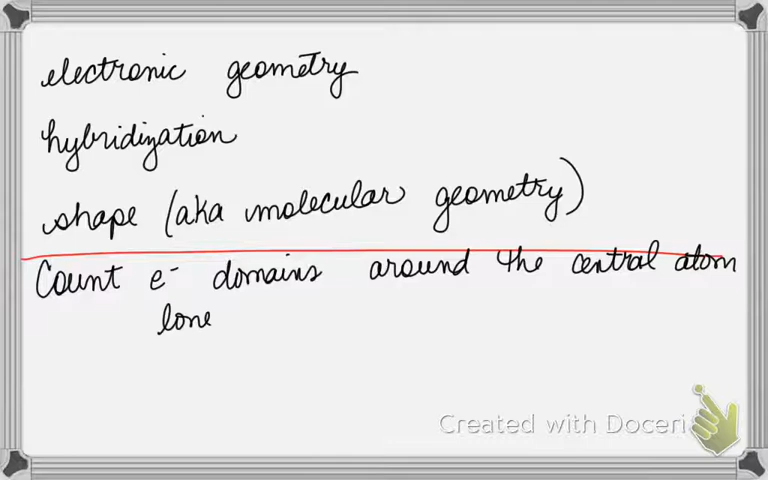 electronic geometry
hybridization
shape (aka molecular geometry)
Count e⁻ domains around the central atom
lone
Created with Doceri